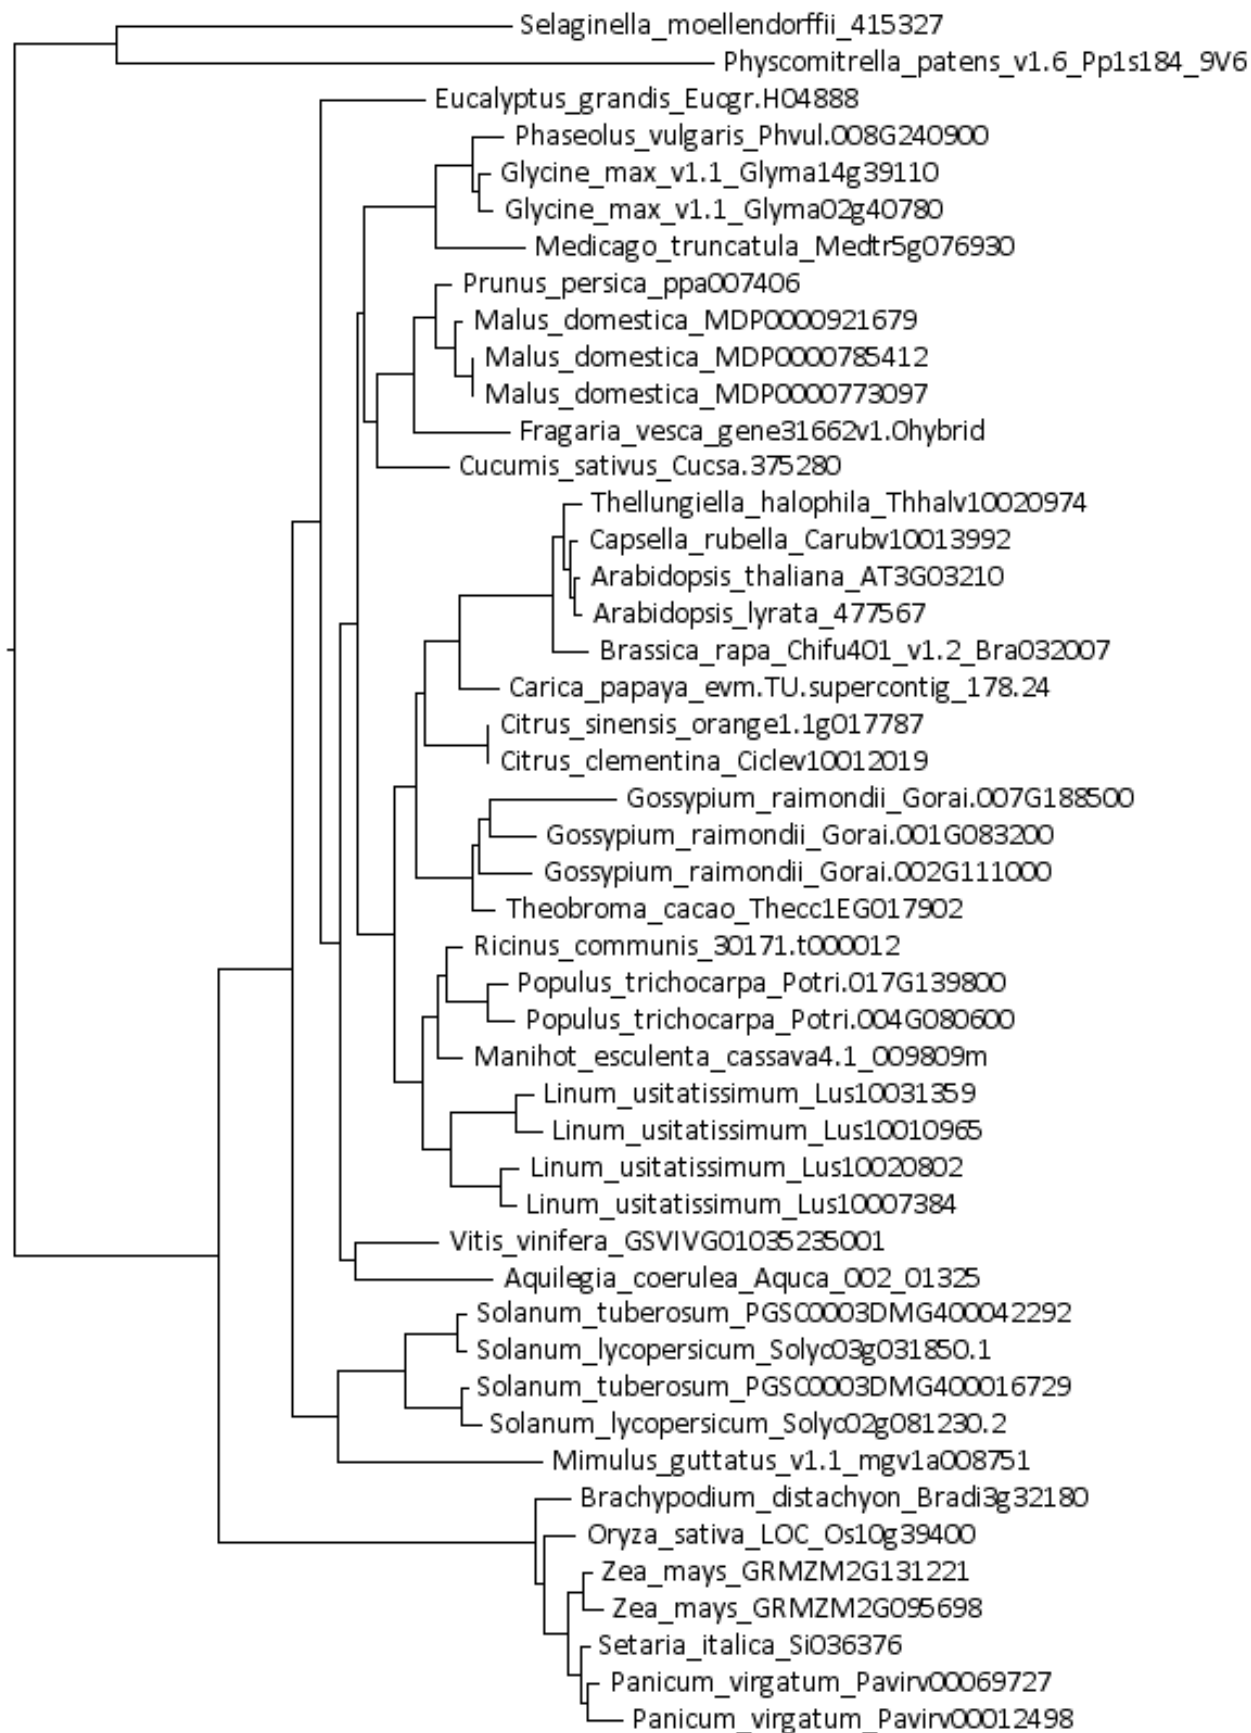 Selaginella_moellendorffii_415327
Physcomitrella_patens_v1.6_Pp1s184_9V6
Eucalyptus_grandis_Eucgr.H04888
Phaseolus_vulgaris_Phvul.008G240900
Glycine_max_v1.1_Glyma14g39110
Glycine_max_v1.1_Glyma02g40780
Medicago_truncatula_Medtr5g076930
Prunus_persica_ppa007406
Malus_domestica_MDP0000921679
Malus_domestica_MDP0000785412
Malus_domestica_MDP0000773097
Fragaria_vesca_gene31662v1.0hybrid
Cucumis_sativus_Cucsa.375280
Thellungiella_halophila_Thhalv10020974
Capsella_rubella_Carubv10013992
Arabidopsis_thaliana_AT3G03210
Arabidopsis_lyrata_477567
Brassica_rapa_Chifu401_v1.2_Bra032007
Carica_papaya_evm.TU.supercontig_178.24
Citrus_sinensis_orange1.1g017787
Citrus_clementina_Ciclev10012019
Gossypium_raimondii_Gorai.007G188500
Gossypium_raimondii_Gorai.001G083200
Gossypium_raimondii_Gorai.002G111000
Theobroma_cacao_Thecc1EG017902
Ricinus_communis_30171.t000012
Populus_trichocarpa_Potri.017G139800
Populus_trichocarpa_Potri.004G080600
Manihot_esculenta_cassava4.1_009809m
Linum_usitatissimum_Lus10031359
Linum_usitatissimum_Lus10010965
Linum_usitatissimum_Lus10020802
Linum_usitatissimum_Lus10007384
Vitis_vinifera_GSVIVG01035235001
Aquilegia_coerulea_Aquca_002_01325
Solanum_tuberosum_PGSC0003DMG400042292
Solanum_lycopersicum_Solyc03g031850.1
Solanum_tuberosum_PGSC0003DMG400016729
Solanum_lycopersicum_Solyc02g081230.2
Mimulus_guttatus_v1.1_mgv1a008751
Brachypodium_distachyon_Bradi3g32180
Oryza_sativa_LOC_Os10g39400
Zea_mays_GRMZM2G131221
Zea_mays_GRMZM2G095698
Setaria_italica_Si036376
Panicum_virgatum_Pavirv00069727
Panicum_virgatum_Pavirv00012498